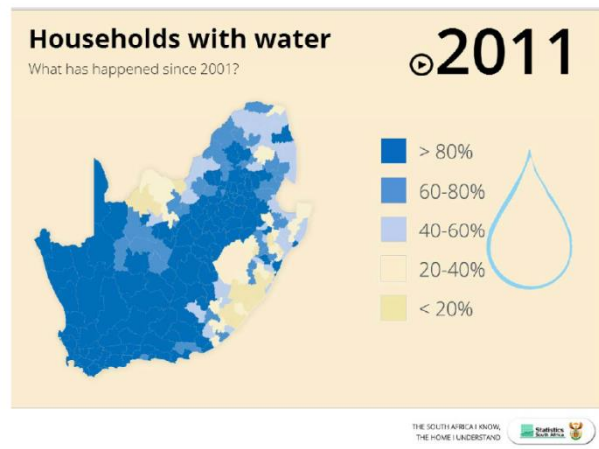 Households with water
What has happened since 2001?
2011
> 80%
60-80%
40-60%
20-40%
< 20%
THE SOUTH AFRICA I KNOW,
THE HOME I UNDERSTAND
Statistics
South Africa